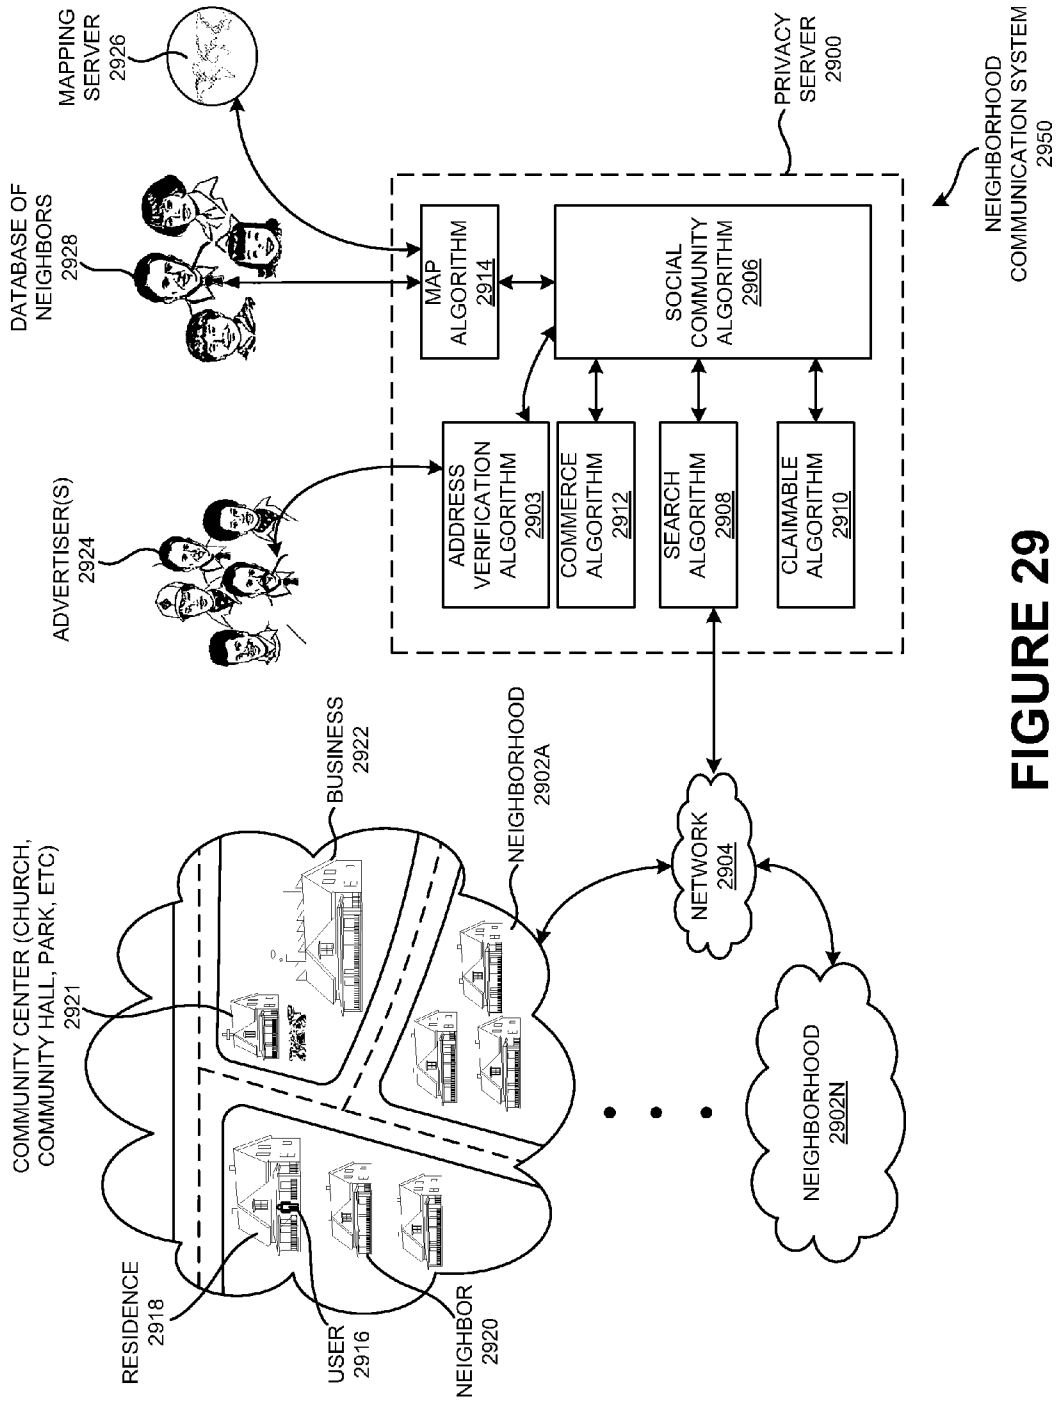 COMMUNITY CENTER (CHURCH,
COMMUNITY HALL, PARK, ETC)
2921
ADVERTISER(S)
2924
DATABASE OF
NEIGHBORS
2928
MAPPING
SERVER
2926
RESIDENCE
2918
USER
2916
NEIGHBOR
2920
BUSINESS
2922
NEIGHBORHOOD
2902A
ADDRESS
VERIFICATION
ALGORITHM
2903
MAP
ALGORITHM
2914
COMMERCE
ALGORITHM
2912
SOCIAL
COMMUNITY
ALGORITHM
2906
SEARCH
ALGORITHM
2908
CLAIMABLE
ALGORITHM
2910
PRIVACY
SERVER
2900
NETWORK
2904
NEIGHBORHOOD
2902N
NEIGHBORHOOD
COMMUNICATION SYSTEM
2950
FIGURE 29